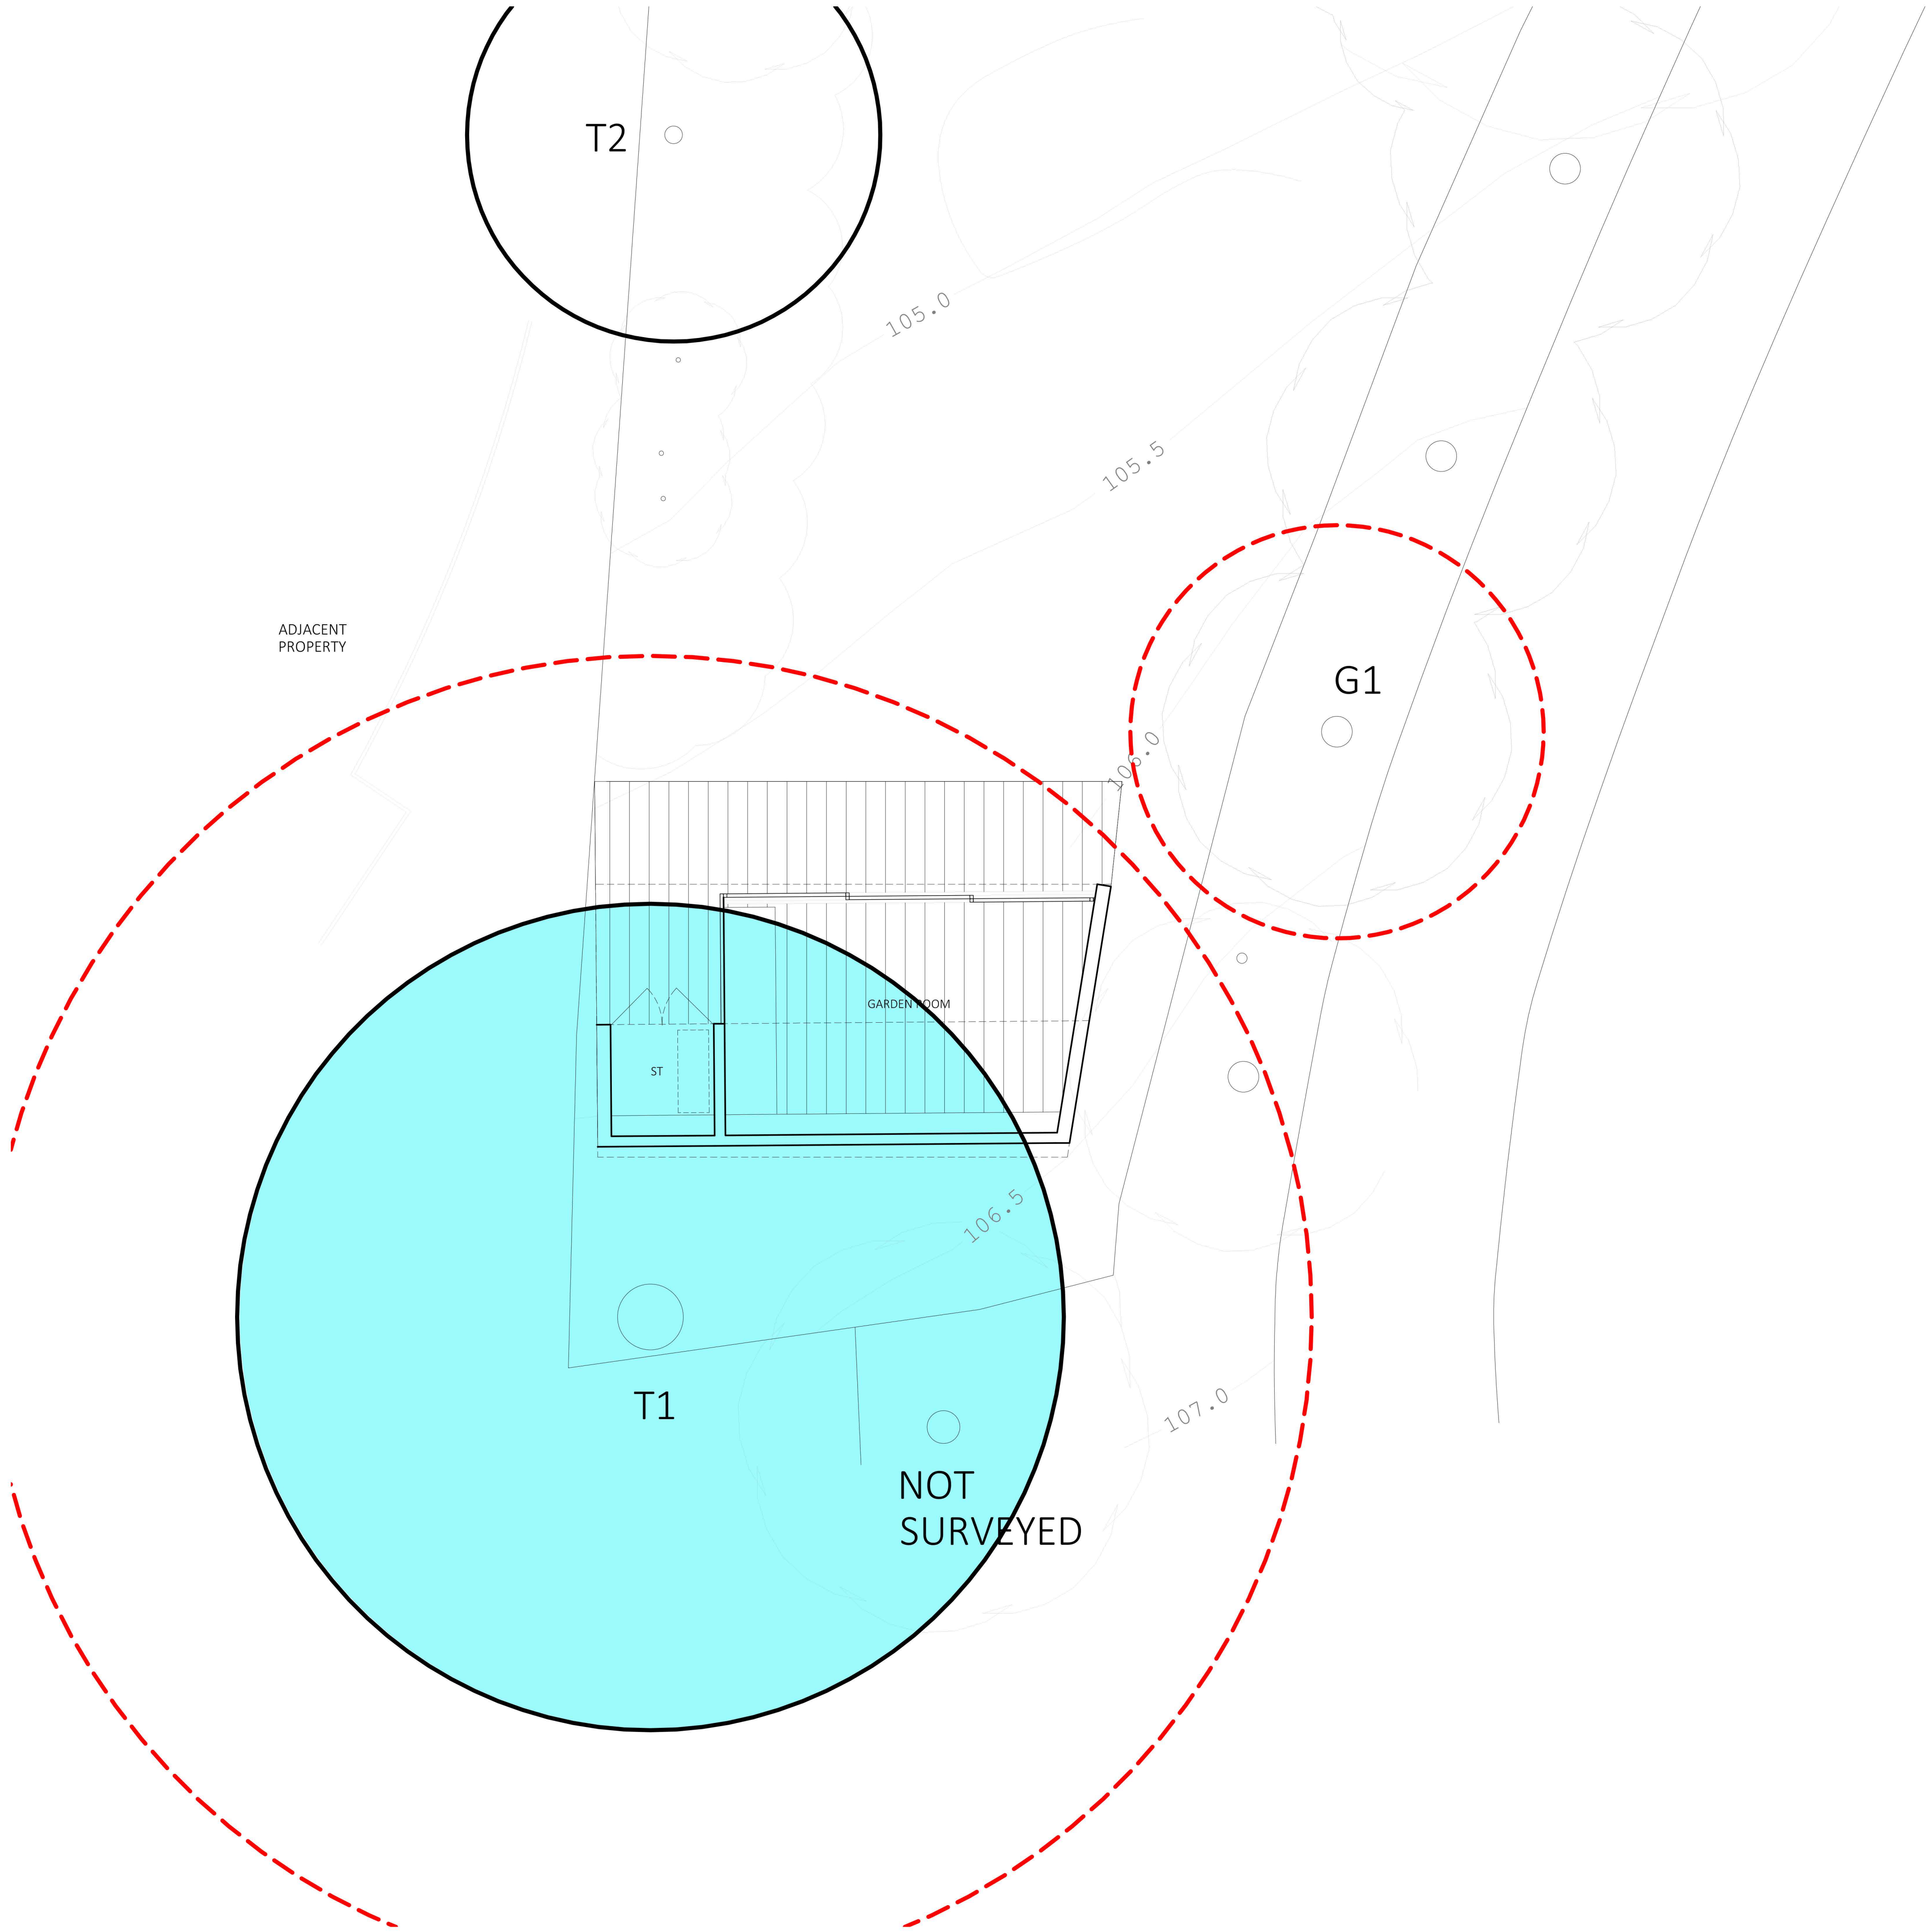 T2
105.0
105.5
ADJACENT
PROPERTY
G1
106.0
GARDEN ROOM
ST
106.5
T1
107.0
NOT
SURVEYED